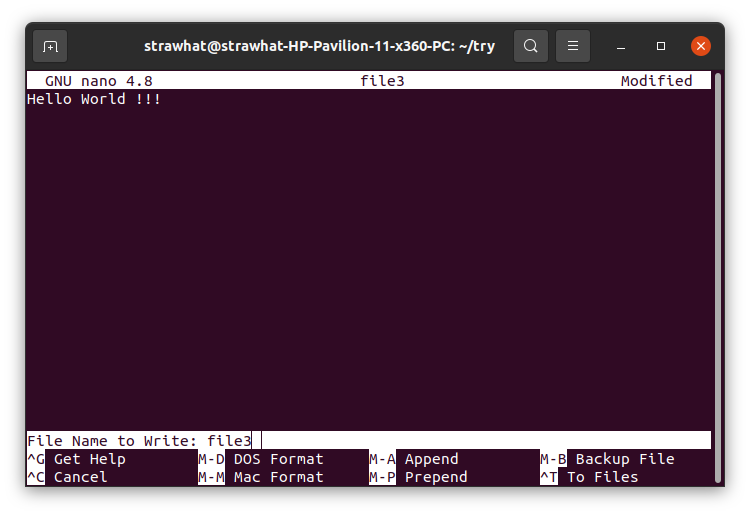 strawhat@strawhat-HP-Pavilion-11-x360-PC: ~/try
GNU nano 4.8 file3 Modified
Hello World !!!
File Name to Write: file3
^G Get Help M-D DOS Format M-A Append M-B Backup File
^C Cancel M-M Mac Format M-P Prepend ^T To Files